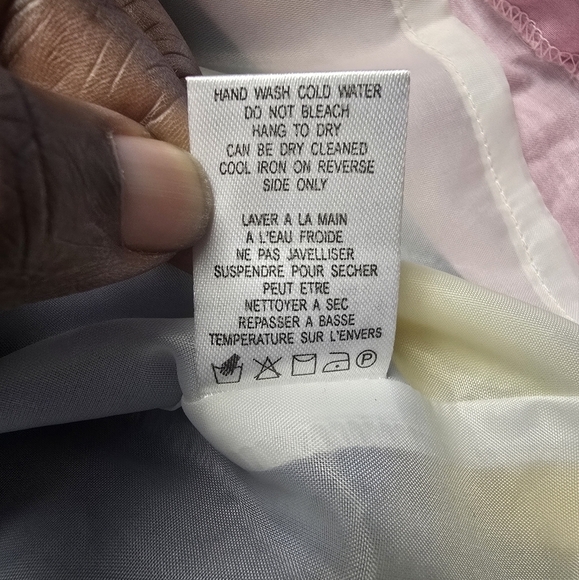 HAND WASH COLD WATER
DO NOT BLEACH
HANG TO DRY
CAN BE DRY CLEANED
COOL IRON ON REVERSE
SIDE ONLY
LAVER A LA MAIN
A L'EAU FROIDE
NE PAS JAVELLISER
SUSPENDRE POUR SECHER
PEUT ETRE
NETTOYER A SEC
REPASSER A BASSE
TEMPERATURE SUR L'ENVERS
P